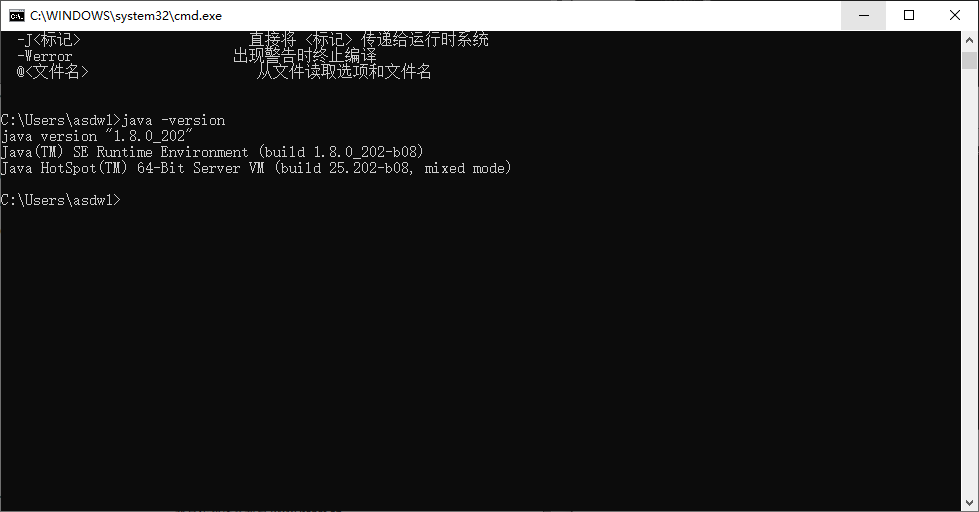 C:\WINDOWS\system32\cmd.exe
-J<标记> 直接将 <标记> 传递给运行时系统
-Werror 出现警告时终止编译
@<文件名> 从文件读取选项和文件名
C:\Users\asdwl>java -version
java version "1.8.0_202"
Java(TM) SE Runtime Environment (build 1.8.0_202-b08)
Java HotSpot(TM) 64-Bit Server VM (build 25.202-b08, mixed mode)
C:\Users\asdwl>